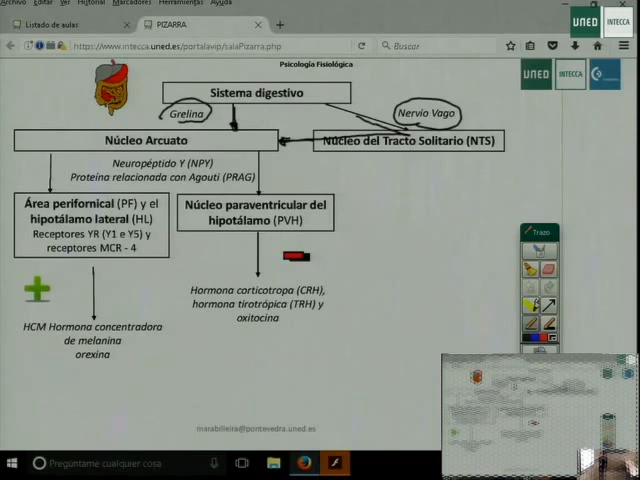 Archivo Editar Ver Historial Marcadores Herramientas Ayuda
Listado de aulas
PIZARRA
https://www.intecca.uned.es/portalavip/salaPizarra.php
Buscar
UNED
INTECCA
Psicología Fisiológica
UNED
INTECCA
Sistema digestivo
Grelina
Nervio Vago
Núcleo Arcuato
Núcleo del Tracto Solitario (NTS)
Neuropéptido Y (NPY)
Proteína relacionada con Agouti (PRAG)
Área perifornical (PF) y el
hipotálamo lateral (HL)
Receptores YR (Y1 e Y5) y
receptores MCR - 4
Núcleo paraventricular del
hipotálamo (PVH)
Trazo
Hormona corticotropa (CRH),
hormona tirotrópica (TRH) y
oxitocina
HCM Hormona concentradora
de melanina
orexina
marabilleira@pontevedra.uned.es
Pregúntame cualquier cosa